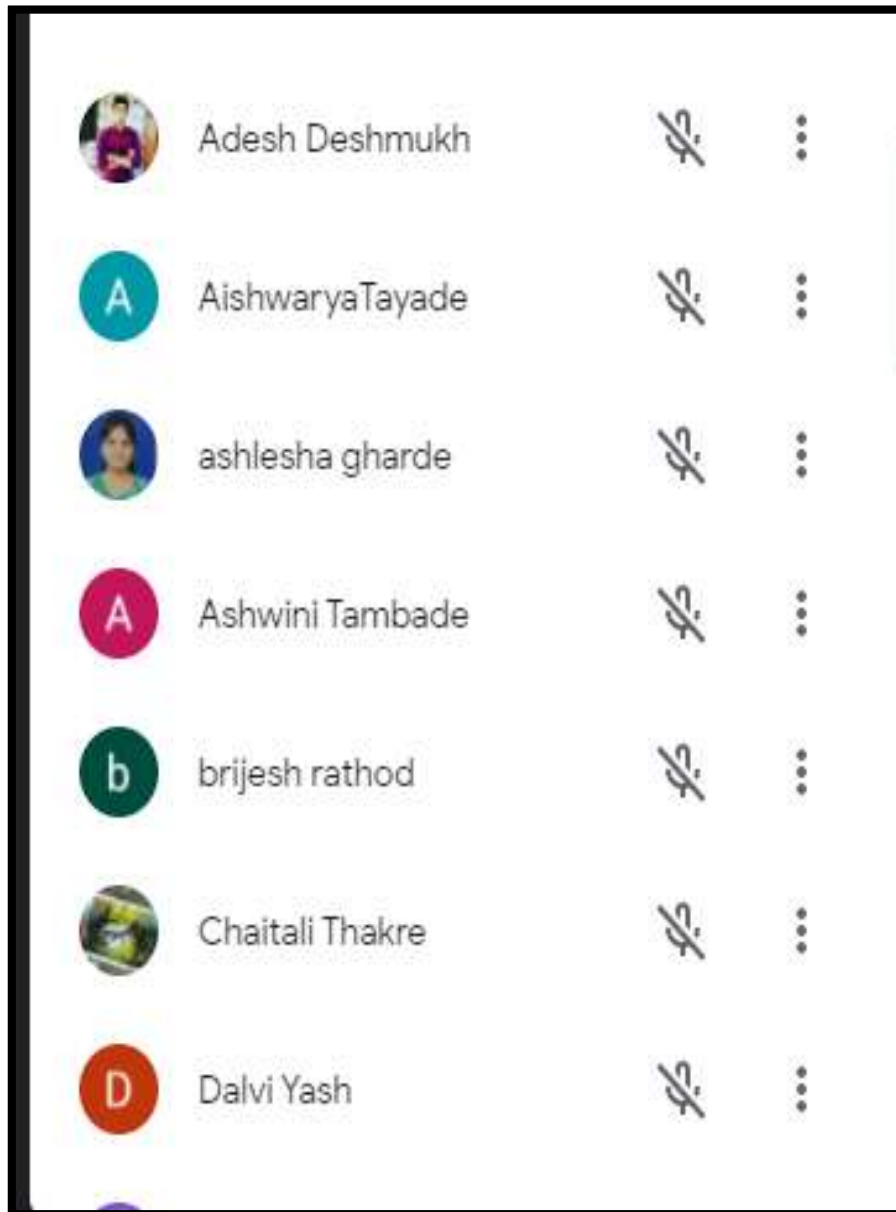 Adesh Deshmukh
A AishwaryaTayade
ashlesha gharde
A Ashwini Tambade
b brijesh rathod
Chaitali Thakre
D Dalvi Yash